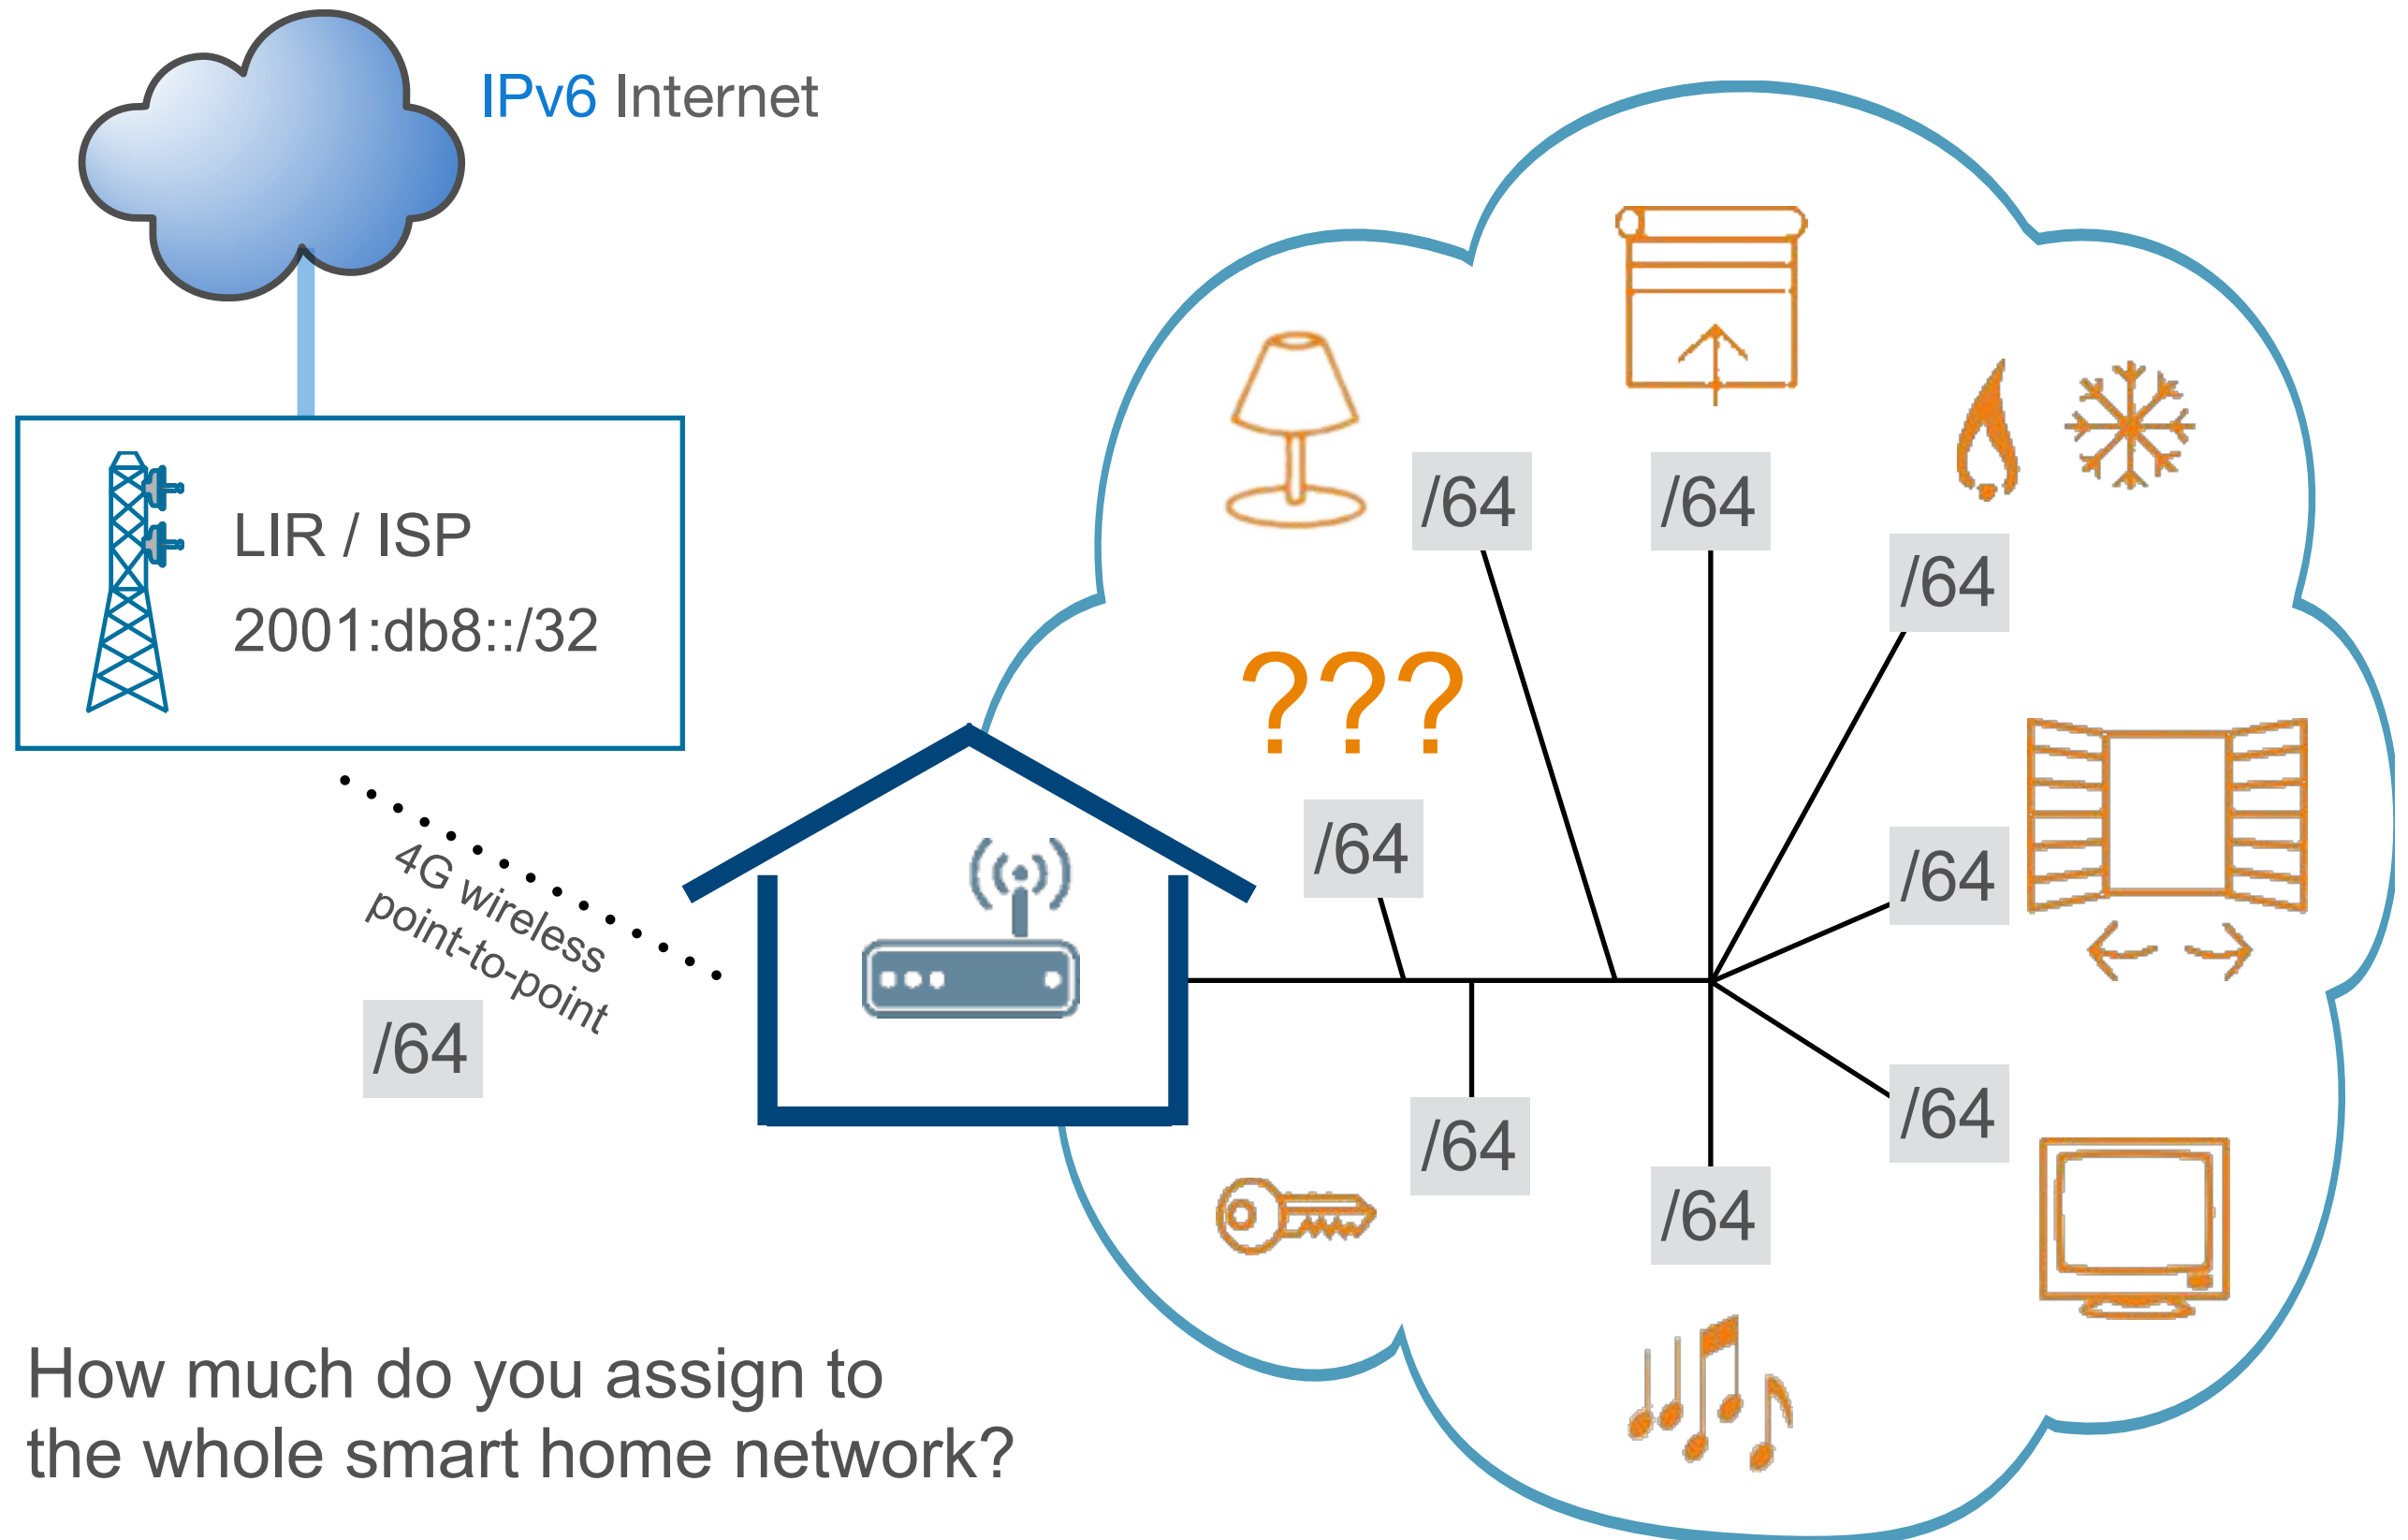 IPv6 Internet
LIR / ISP
2001:db8::/32
4G wireless
point-to-point
/64
???
/64
/64
/64
/64
/64
/64
/64
/64
How much do you assign to
the whole smart home network?